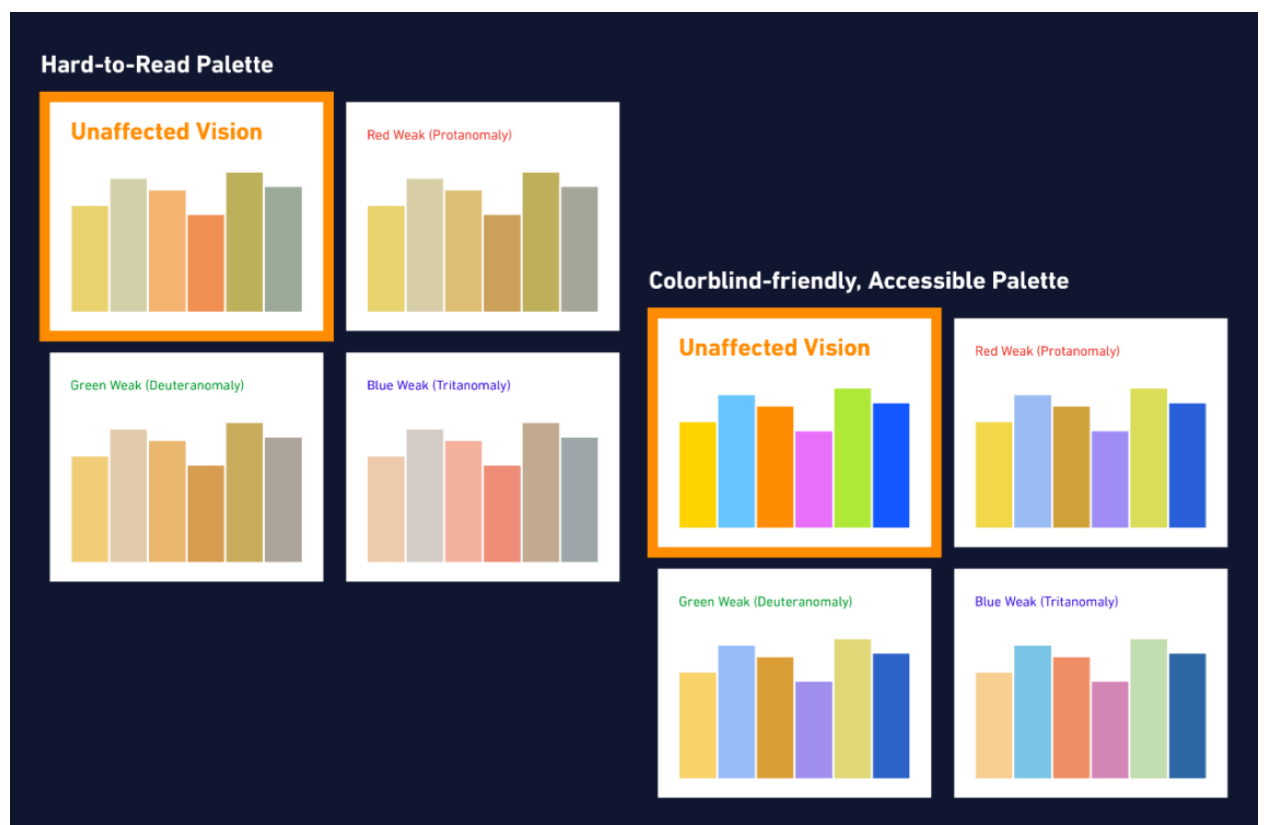 Hard-to-Read Palette
Unaffected Vision
Red Weak (Protanomaly)
Green Weak (Deuteranomaly)
Blue Weak (Tritanomaly)
Colorblind-friendly, Accessible Palette
Unaffected Vision
Red Weak (Protanomaly)
Green Weak (Deuteranomaly)
Blue Weak (Tritanomaly)